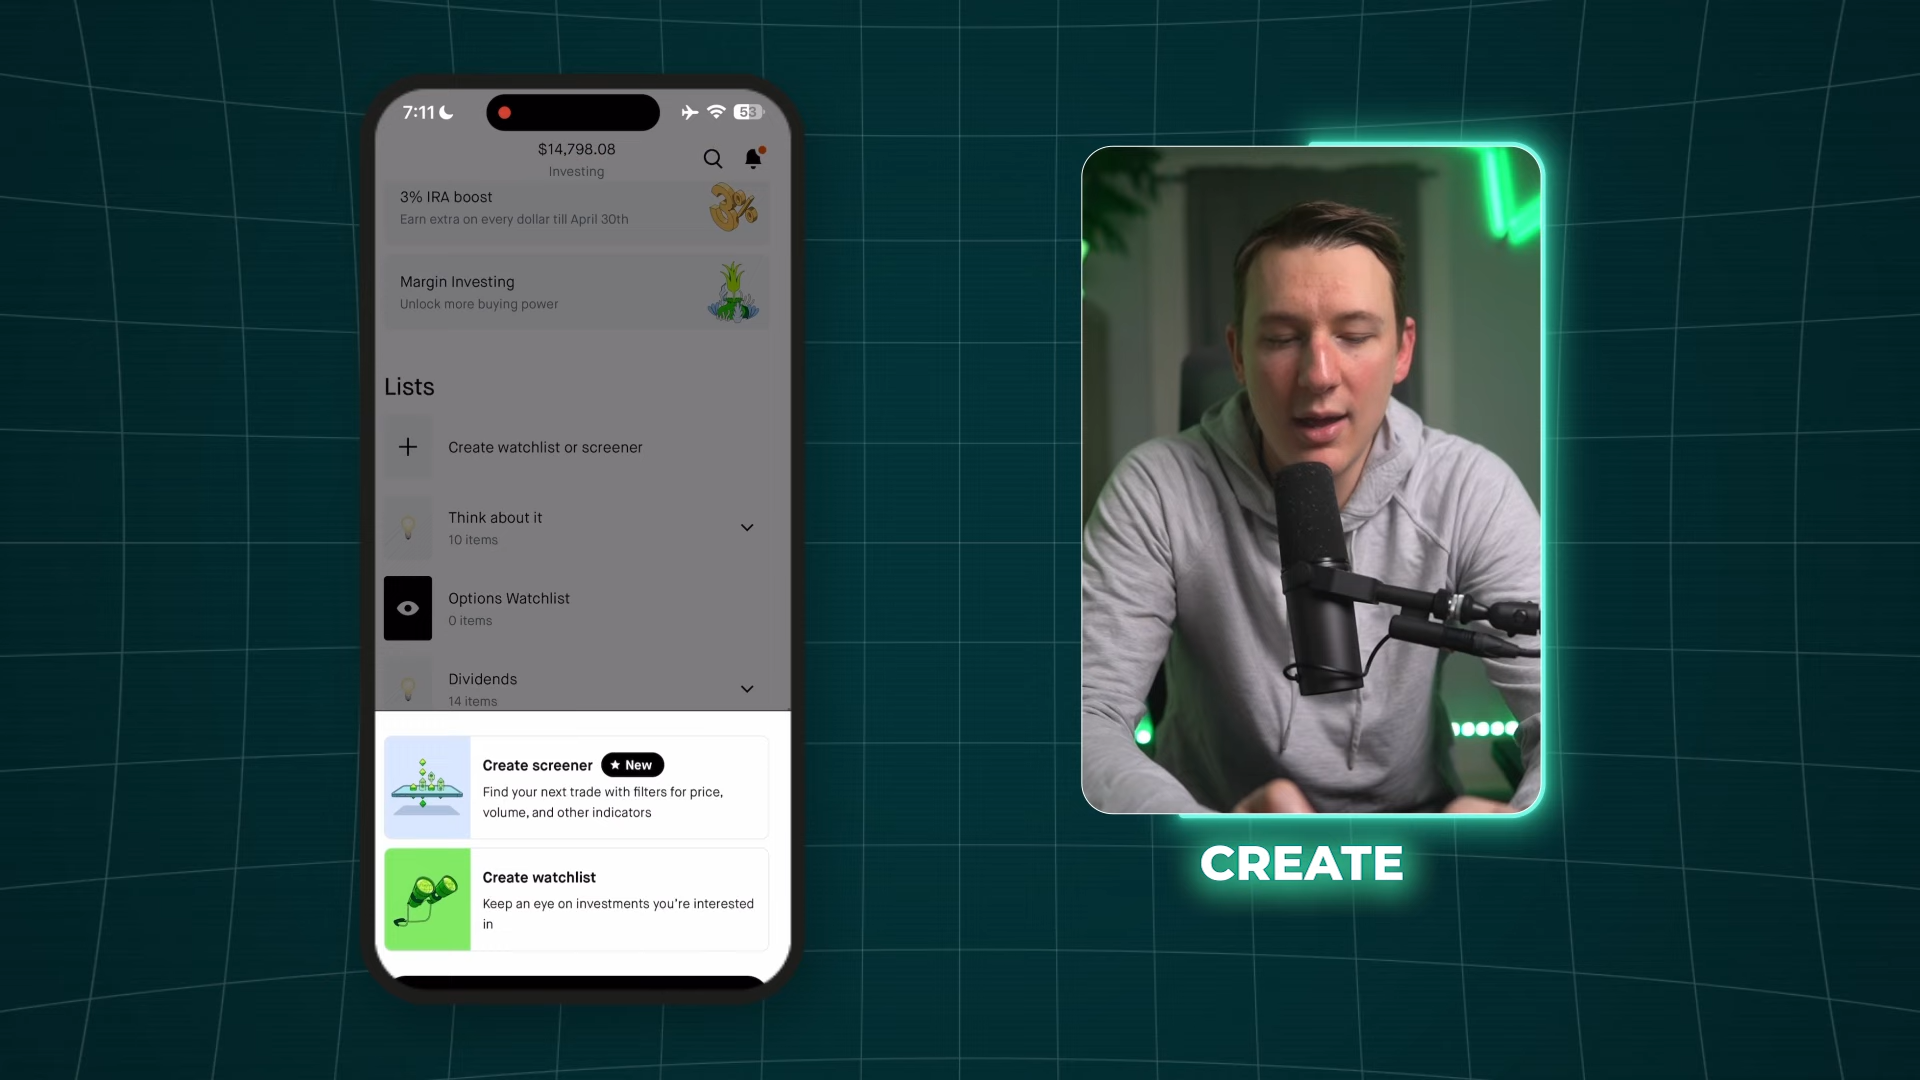 7:11
53
$14,798.08
Investing
3% IRA boost
Earn extra on every dollar till April 30th
3%
Margin Investing
Unlock more buying power
Lists
Create watchlist or screener
Think about it
10 items
Options Watchlist
0 items
Dividends
14 items
Create screener
New
Find your next trade with filters for price,
volume, and other indicators
Create watchlist
Keep an eye on investments you're interested
in
CREATE